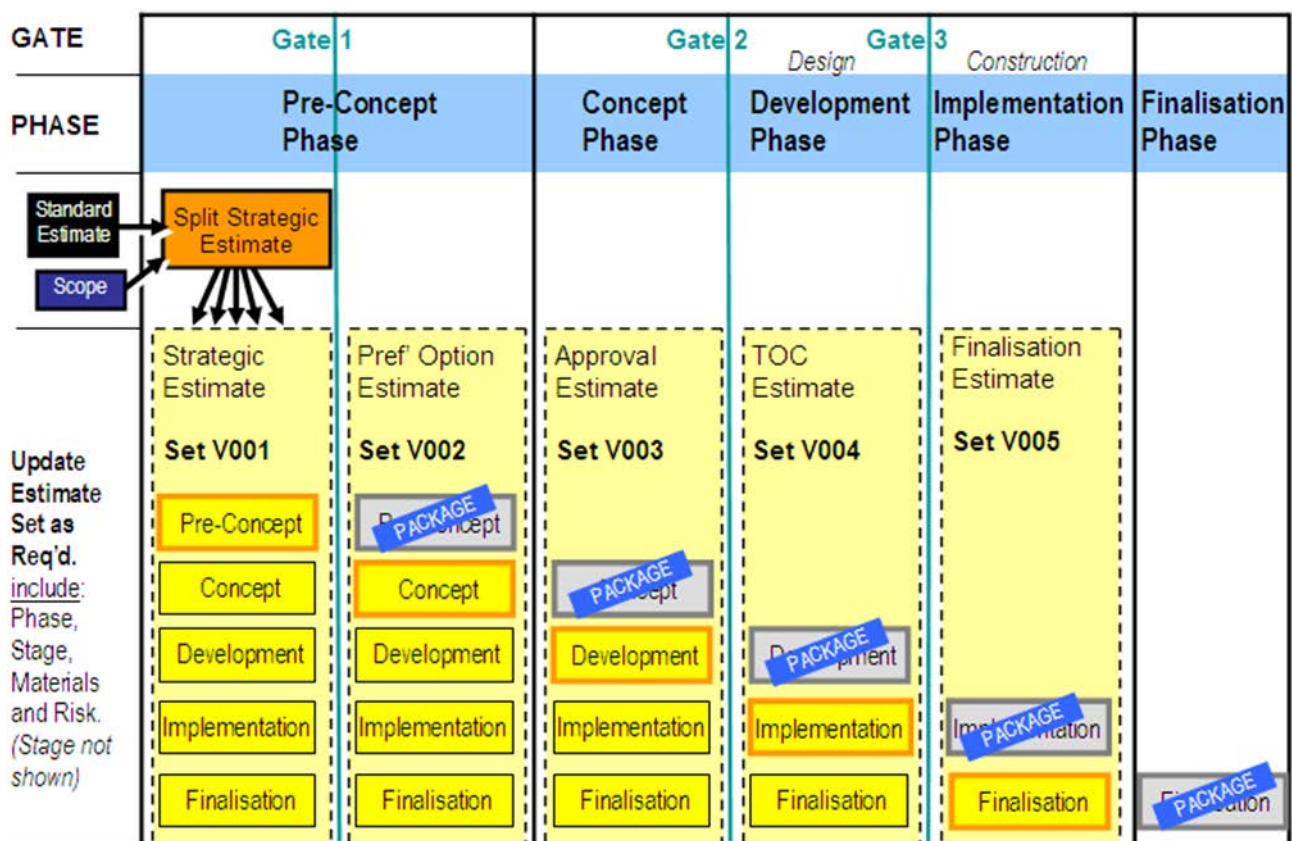 GATE
Gate 1
Gate 2
Gate 3
Design
Construction
PHASE
Pre-Concept
Phase
Concept
Phase
Development
Phase
Implementation
Phase
Finalisation
Phase
Standard
Estimate
Scope
Split Strategic
Estimate
Strategic
Estimate
Set V001
Pref' Option
Estimate
Set V002
Approval
Estimate
Set V003
TOC
Estimate
Set V004
Finalisation
Estimate
Set V005
Update
Estimate
Set as
Req'd.
include:
Phase,
Stage,
Materials
and Risk.
(Stage not
shown)
Pre-Concept
PACKAGE
Concept
Concept
PACKAGE
Development
Development
Development
PACKAGE
Implementation
Implementation
Implementation
Implementation
PACKAGE
Finalisation
Finalisation
Finalisation
Finalisation
Finalisation
PACKAGE